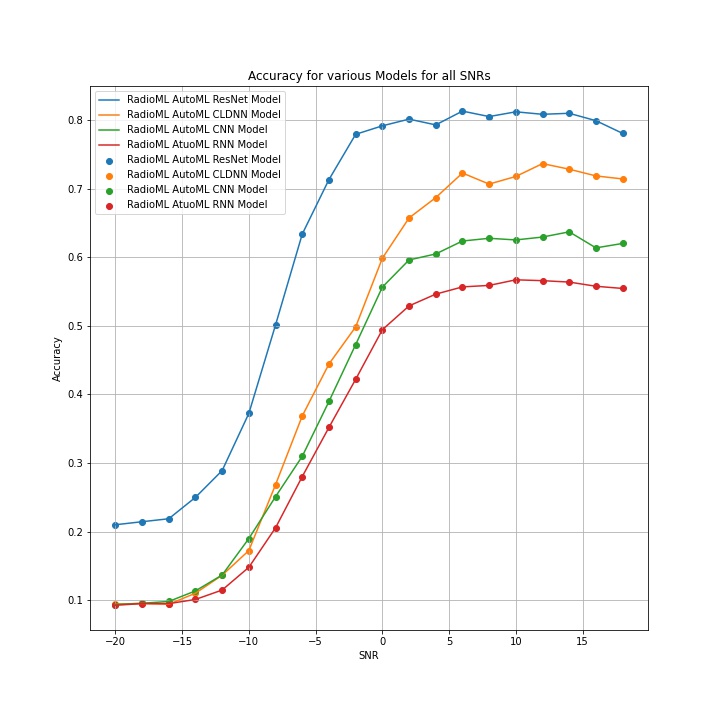 Accuracy for various Models for all SNRs
RadioML AutoML ResNet Model
RadioML AutoML CLDNN Model
RadioML AutoML CNN Model
RadioML AtuoML RNN Model
RadioML AutoML ResNet Model
RadioML AutoML CLDNN Model
RadioML AutoML CNN Model
RadioML AtuoML RNN Model
0.8
0.7
0.6
0.5
0.4
0.3
0.2
0.1
Accuracy
−20 −15 −10 −5 0 5 10 15
SNR